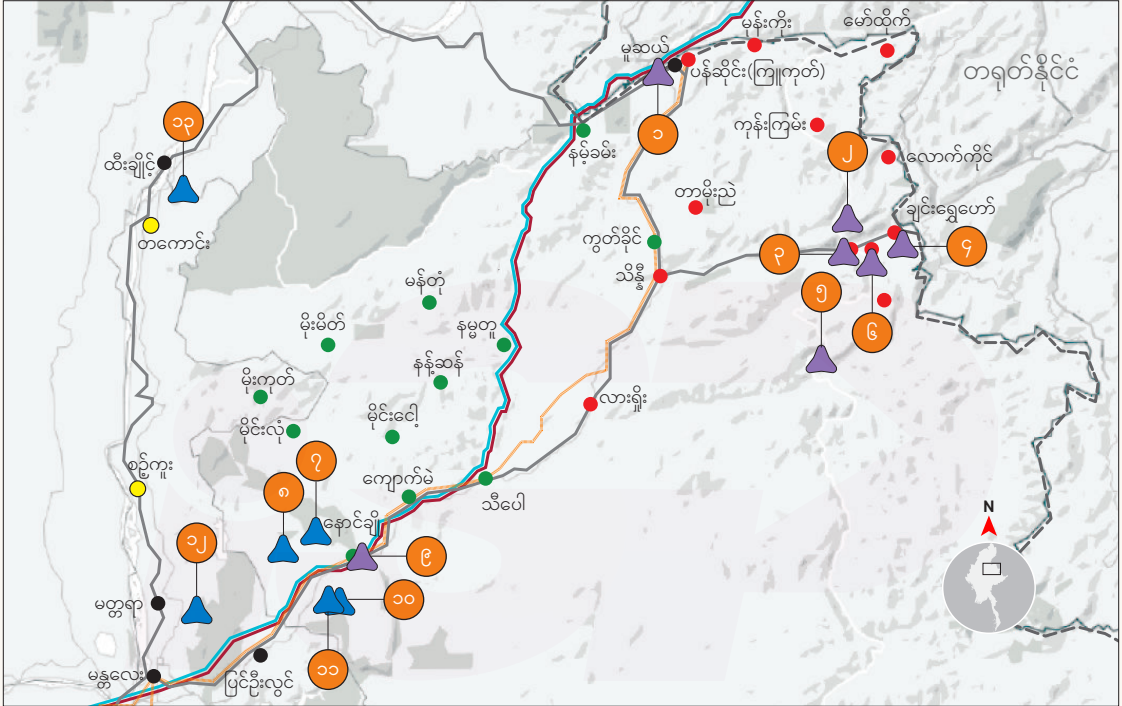 မုန်းကိုး
မော်ထိုက်
မူဆယ်
ပန်ဆိုင်း(ကြူကုတ်)
တရုတ်နိုင်ငံ
၁၃
၁
ကုန်းကြမ်း
၂
နမ့်ခမ်း
ထီးချိုင့်
လောက်ကိုင်
တာမိုးညဲ
ချင်းရွှေဟော်
တကောင်း
ကွတ်ခိုင်
၃
၄
သိန္နီ
မန်တုံ
၅
မိုးမိတ်
နမ္မတူ
၆
နန့်ဆန်
မိုးကုတ်
လားရှိုး
မိုင်းငေါ့
မိုင်းလုံ
စဉ့်ကူး
၇
ကျောက်မဲ
၈
သီပေါ
နောင်ချို
N
၁၂
၉
မတ္တရာ
၁၀
မန္တလေး
ပြင်ဦးလွင်
၁၁